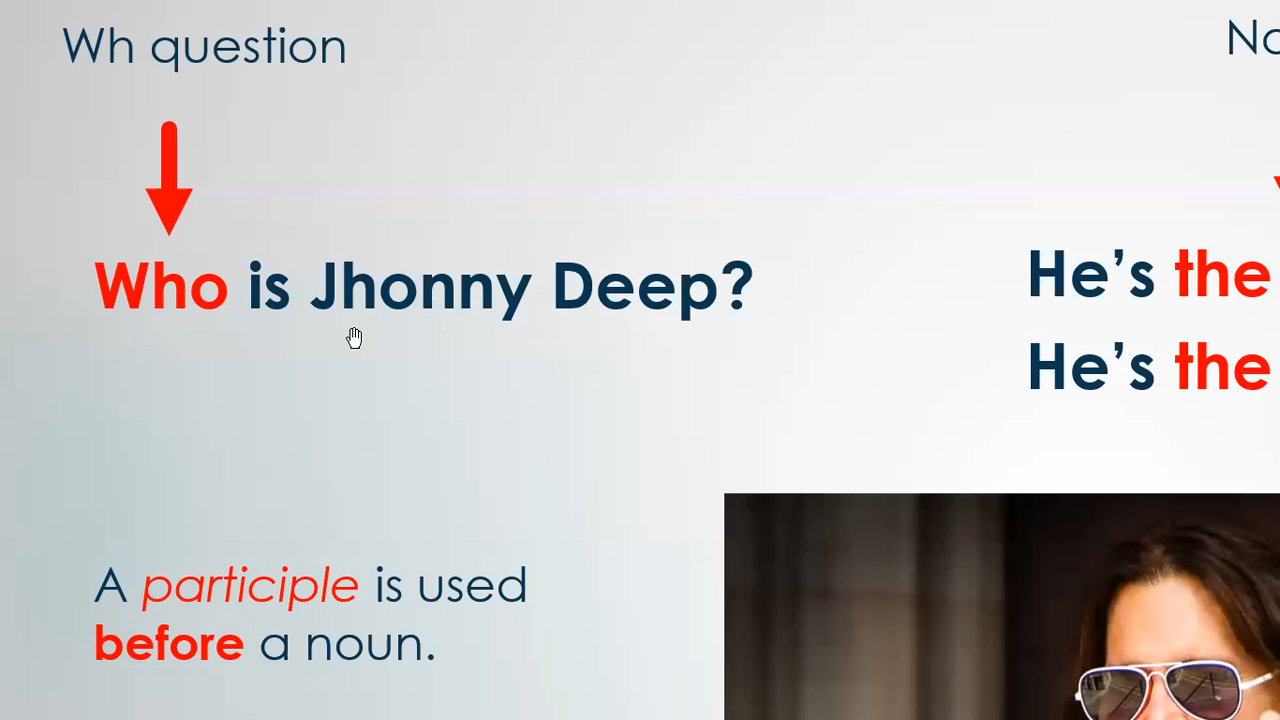 Wh question
Who is Jhonny Deep?
He's the
He's the
A participle is used
before a noun.